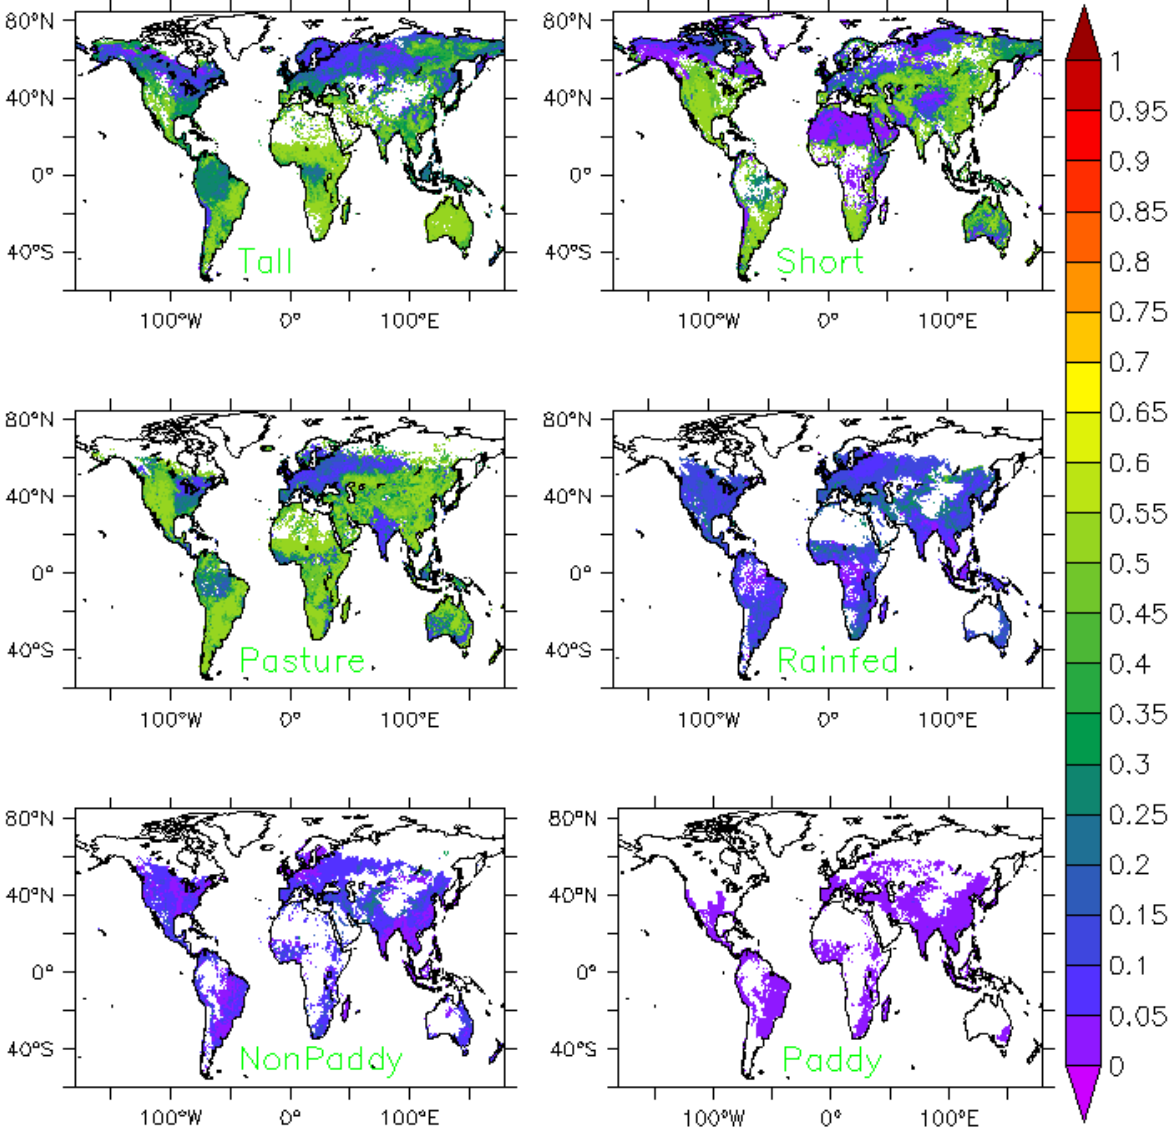 80°N
40°N
0°
40°S
Tall
100°W 0° 100°E
80°N
40°N
0°
40°S
Short
100°W 0° 100°E
80°N
40°N
0°
40°S
Pasture
100°W 0° 100°E
80°N
40°N
0°
40°S
Rainfed
100°W 0° 100°E
80°N
40°N
0°
40°S
NonPaddy
100°W 0° 100°E
80°N
40°N
0°
40°S
Paddy
100°W 0° 100°E
1
0.95
0.9
0.85
0.8
0.75
0.7
0.65
0.6
0.55
0.5
0.45
0.4
0.35
0.3
0.25
0.2
0.15
0.1
0.05
0